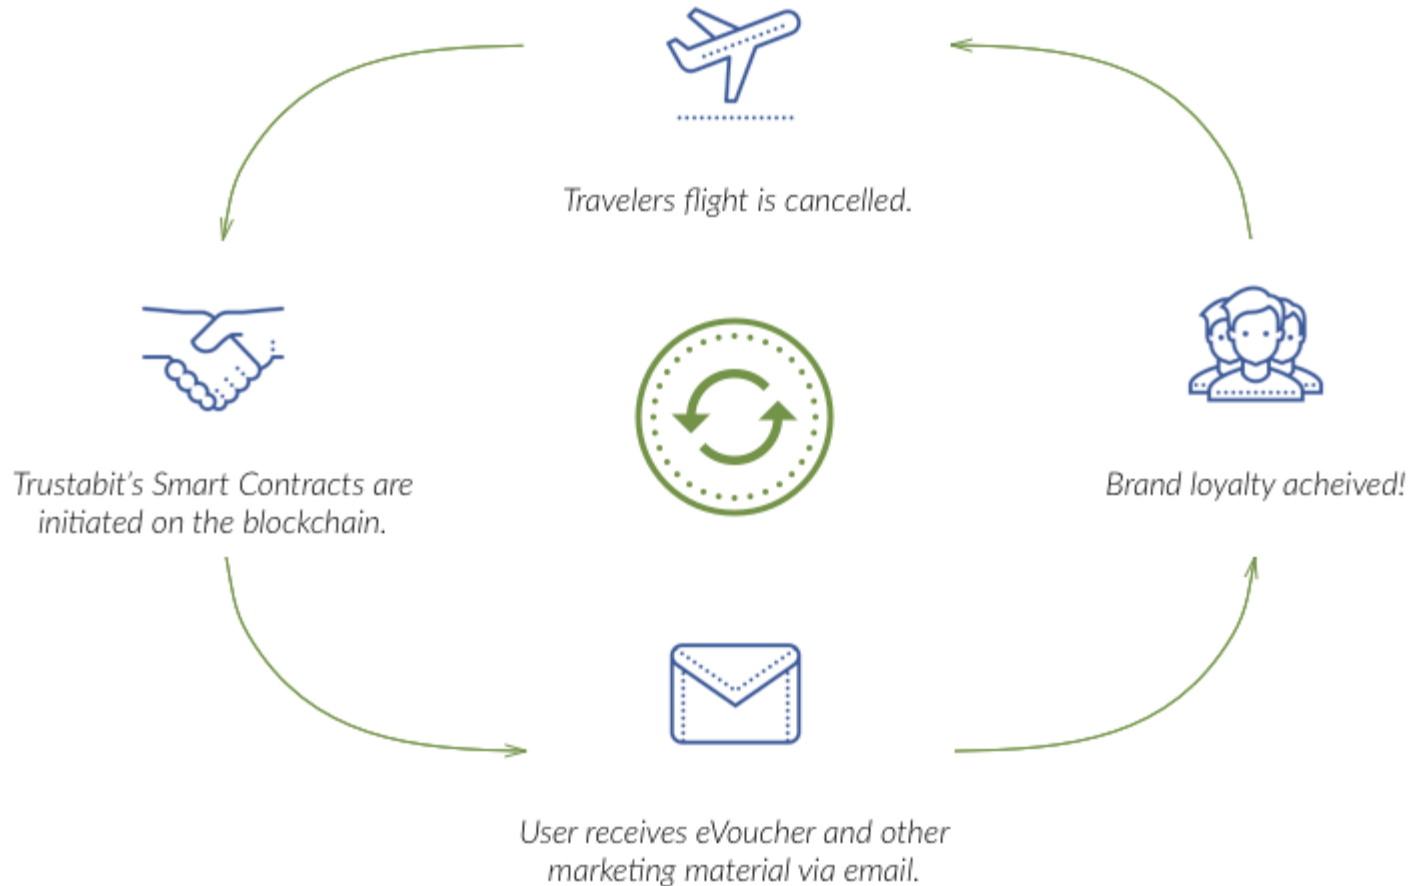 Travelers flight is cancelled.
Trustabit's Smart Contracts are
initiated on the blockchain.
Brand loyalty acheived!
User receives eVoucher and other
marketing material via email.